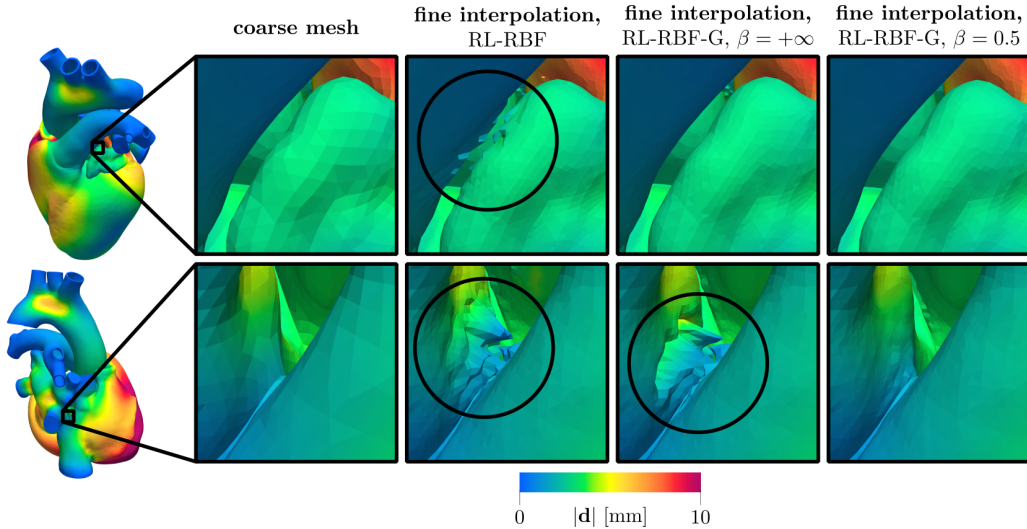 coarse mesh
fine interpolation,
RL-RBF
fine interpolation,
RL-RBF-G, β = +∞
fine interpolation,
RL-RBF-G, β = 0.5
0
|d| [mm]
10